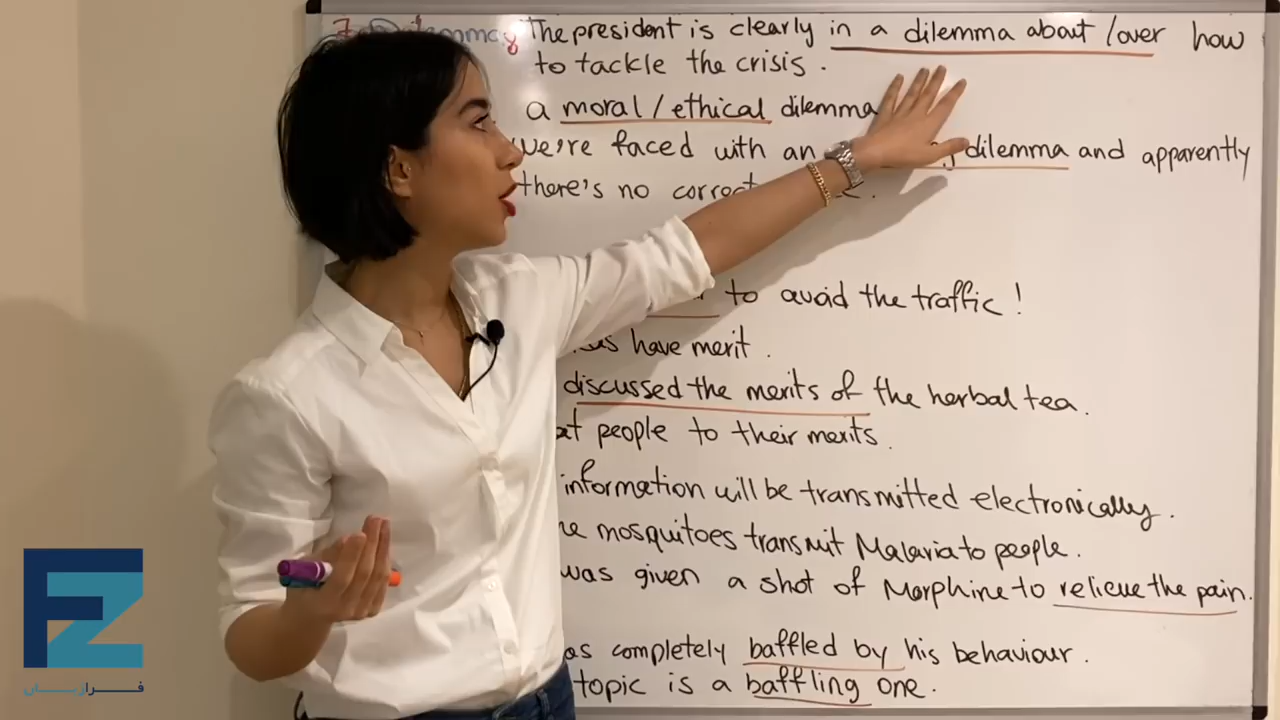 The president is clearly in a dilemma about / over how
to tackle the crisis .
a moral / ethical dilemma
we're faced with an dilemma and apparently
there's no correct
to avoid the traffic !
have merit .
discussed the merits of the herbal tea .
people to their merits .
information will be transmitted electronically .
mosquitoes transmit Malaria to people .
was given a shot of Morphine to relieve the pain .
completely baffled by his behaviour .
topic is a baffling one .
FZ